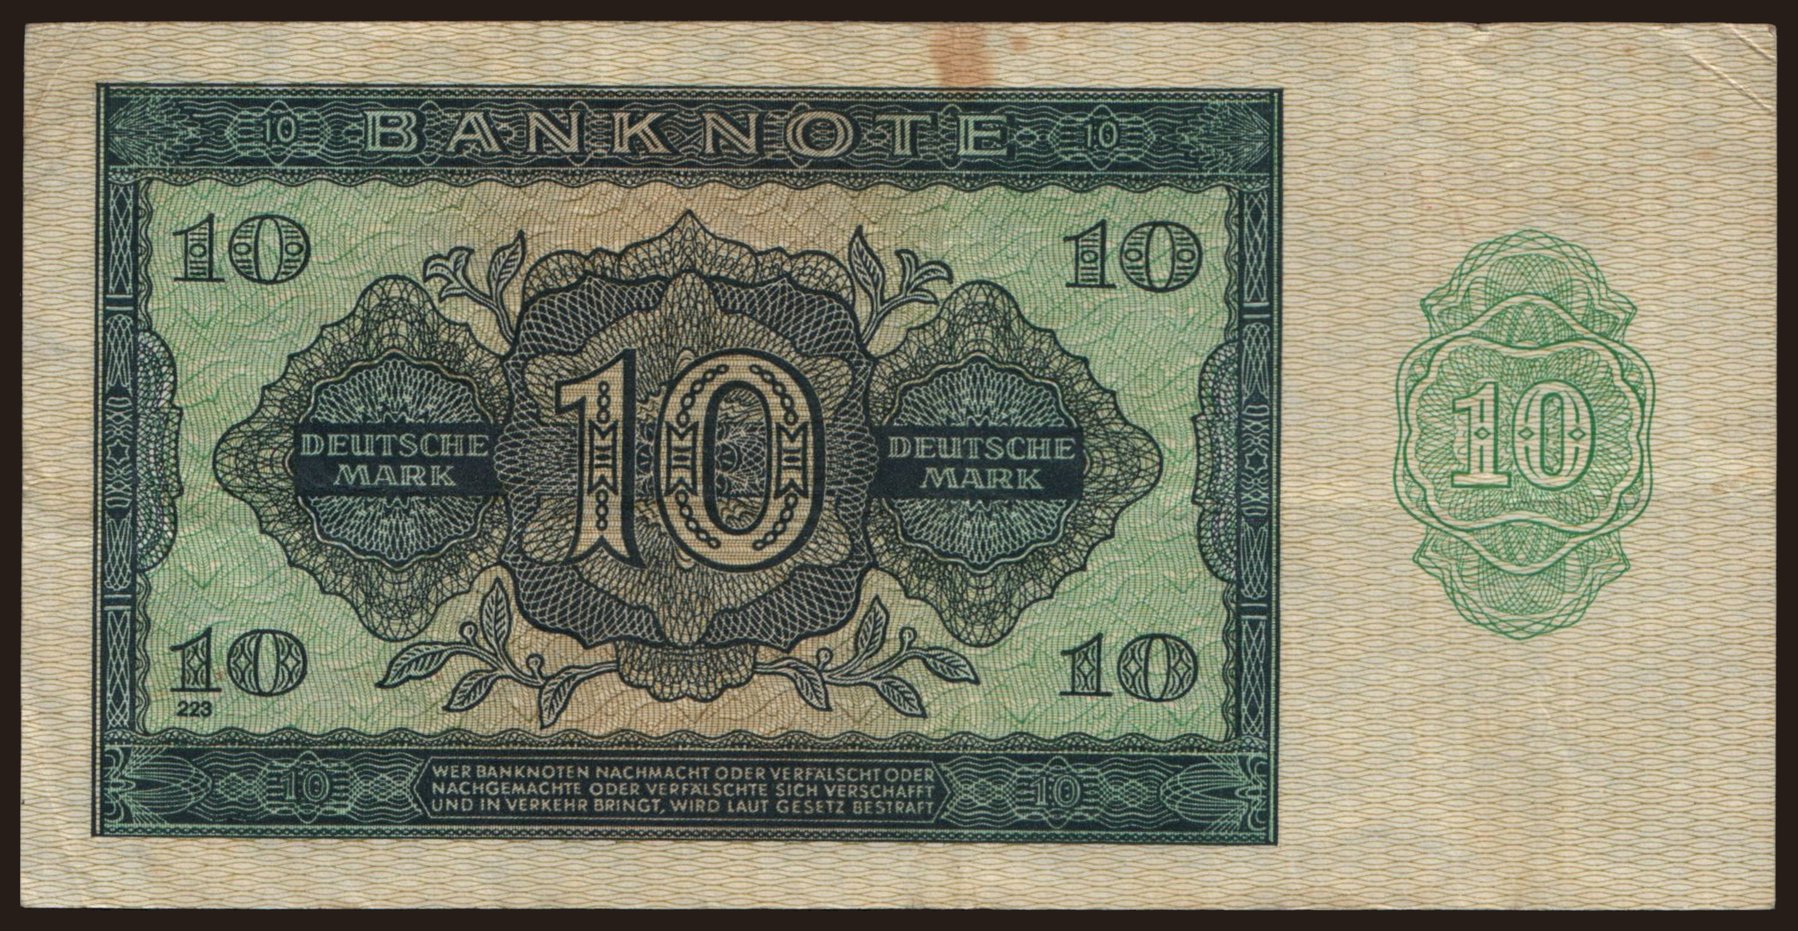 10 BANKNOTE 10
10 10
DEUTSCHE
MARK
10
DEUTSCHE
MARK
10
10 10
223
10
WER BANKNOTEN NACHMACHT ODER VERFÄLSCHT ODER
NACHGEMACHTE ODER VERFÄLSCHTE SICH VERSCHAFFT
UND IN VERKEHR BRINGT, WIRD LAUT GESETZ BESTRAFT
10